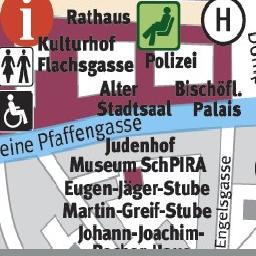 i
Rathaus
H
Kulturhof
Flachsgasse
Polizei
Alter
Stadtsaal
Bischöfl.
Palais
eine Pfaffengasse
Judenhof
Museum SchPIRA
Eugen-Jäger-Stube
Martin-Greif-Stube
Johann-Joachim-
Engelsgasse